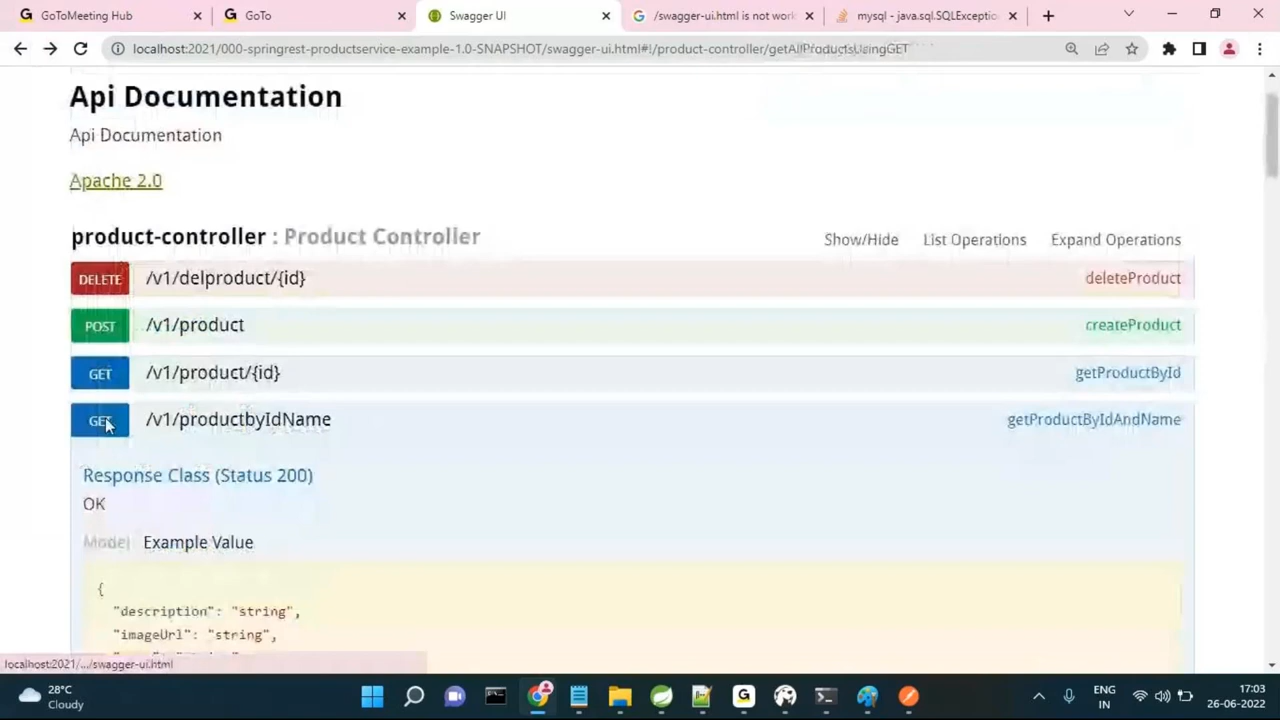 GoToMeeting Hub
GoTo
Swagger UI
/swagger-ui.html is not work
mysql - java.sql.SQLExceptio
localhost:2021/000-springrest-productservice-example-1.0-SNAPSHOT/swagger-ui.html#!/product-controller/getAllProductsUsingGET
Api Documentation
Api Documentation
Apache 2.0
product-controller : Product Controller
Show/Hide
List Operations
Expand Operations
DELETE /v1/delproduct/{id} deleteProduct
POST /v1/product createProduct
GET /v1/product/{id} getProductById
GET /v1/productbyIdName getProductByIdAndName
Response Class (Status 200)
OK
Model Example Value
{
"description": "string",
"imageUrl": "string",
localhost:2021/.../swagger-ui.html
28°C
Cloudy
ENG
IN
17:03
26-06-2022